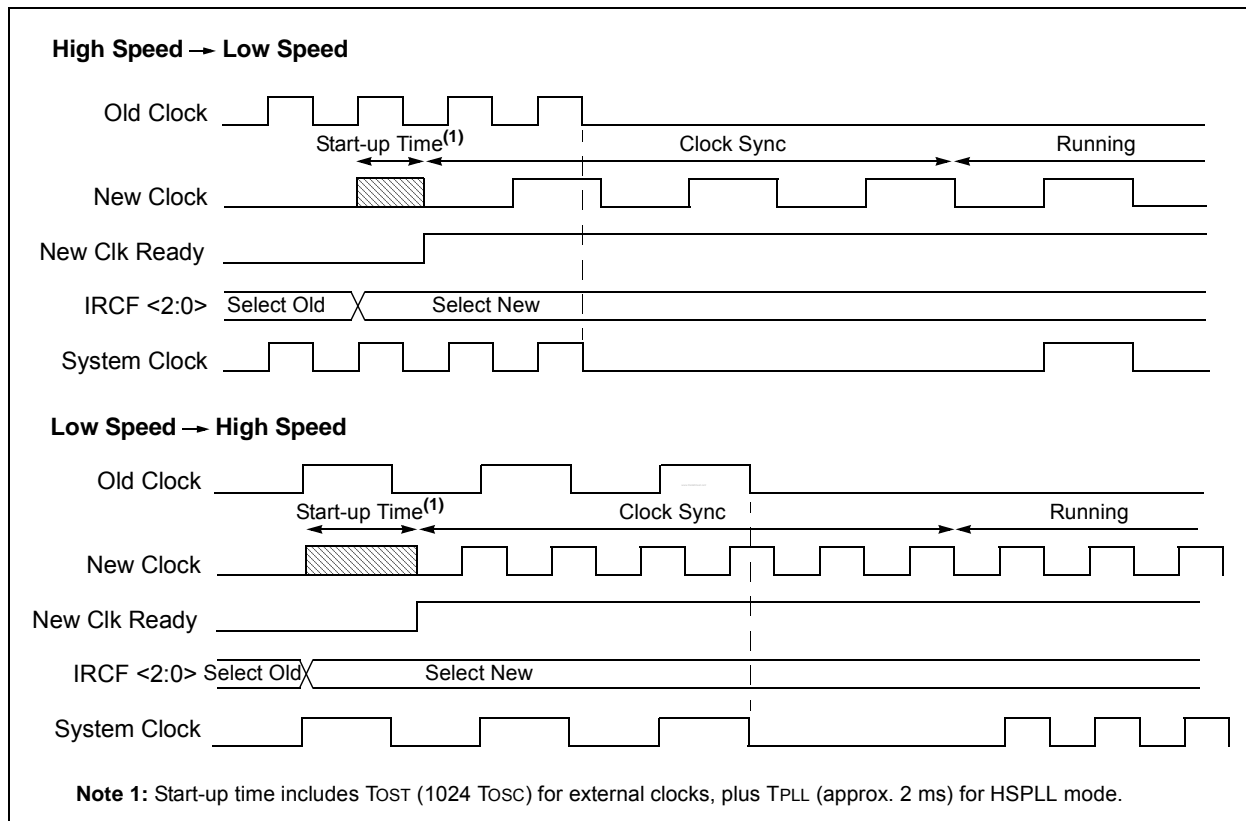 High Speed → Low Speed
Old Clock
Start-up Time(1) Clock Sync Running
New Clock
New Clk Ready
IRCF <2:0> Select Old Select New
System Clock
Low Speed → High Speed
Old Clock
Start-up Time(1) Clock Sync Running
New Clock
New Clk Ready
IRCF <2:0> Select Old Select New
System Clock
Note 1: Start-up time includes TOST (1024 TOSC) for external clocks, plus TPLL (approx. 2 ms) for HSPLL mode.